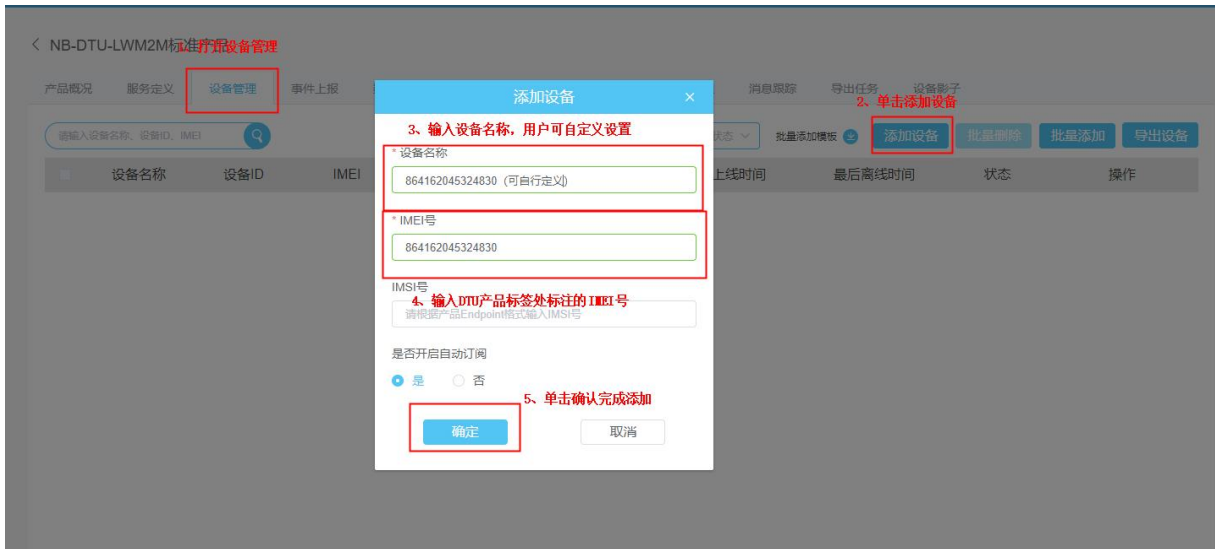 < NB-DTU-LWM2M标准产品
1、打开设备管理
产品概况 服务定义 设备管理 事件上报 消息跟踪 导出任务 设备影子
2、单击添加设备
请输入设备名称、设备ID、IMEI 状态 批量添加模板 添加设备 批量删除 批量添加 导出设备
设备名称 设备ID IMEI 上线时间 最后离线时间 状态 操作
添加设备 ×
3、输入设备名称，用户可自定义设置
* 设备名称
864162045324830（可自行定义）
* IMEI号
864162045324830
IMSI号
4、输入DTU产品标签处标注的IMEI号
请根据产品Endpoint格式输入IMSI号
是否开启自动订阅
是 否
5、单击确认完成添加
确定 取消